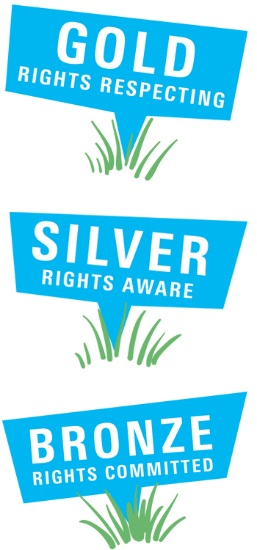 GOLD
RIGHTS RESPECTING
SILVER
RIGHTS AWARE
BRONZE
RIGHTS COMMITTED